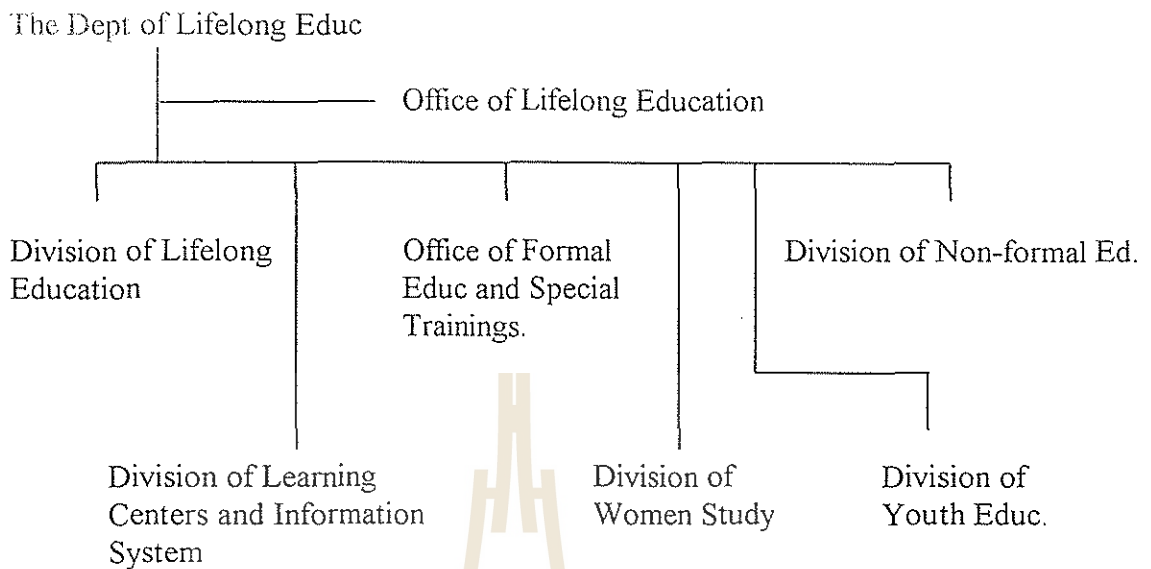 The Dept of Lifelong Educ
Office of Lifelong Education
Division of Lifelong
Education
Office of Formal
Educ and Special
Trainings.
Division of Non-formal Ed.
Division of Learning
Centers and Information
System
Division of
Women Study
Division of
Youth Educ.